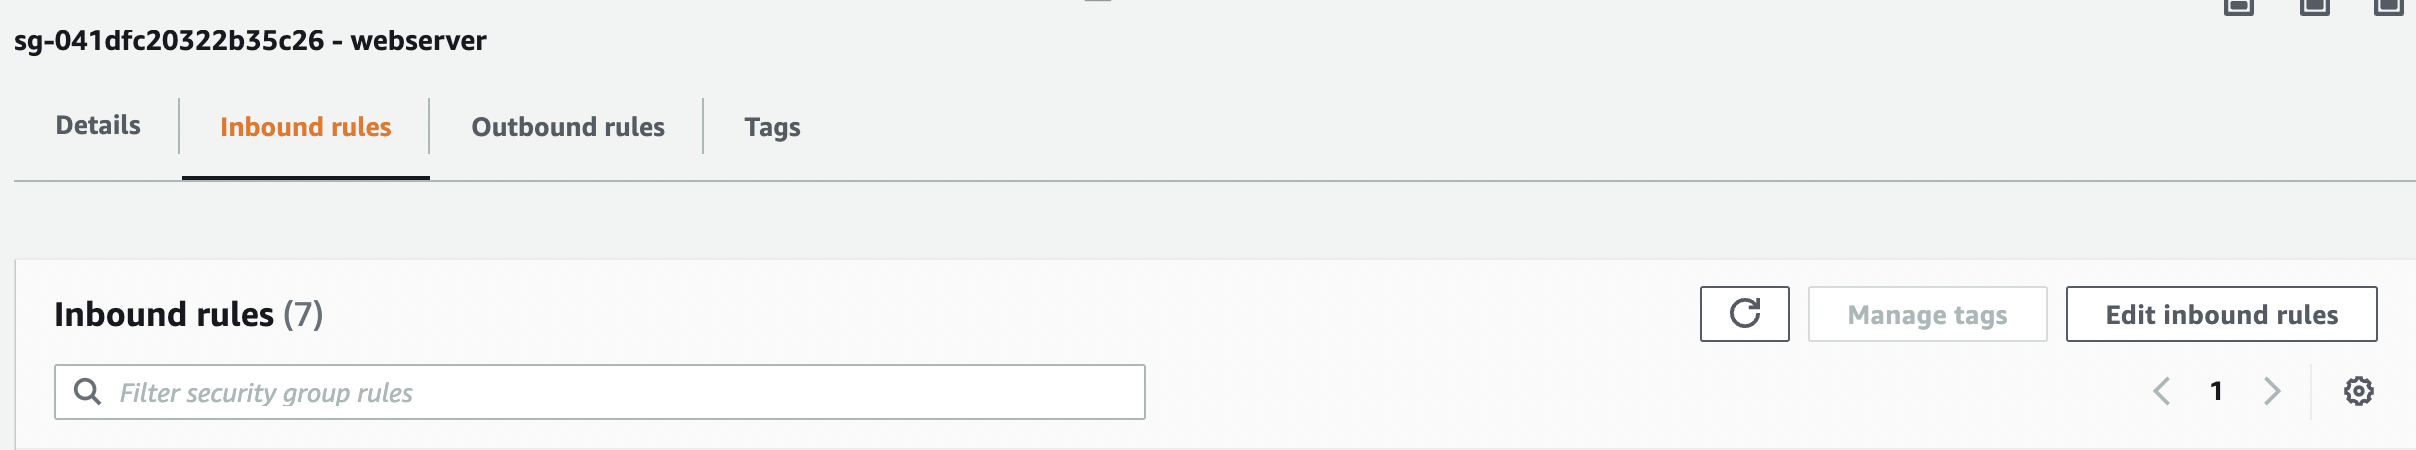 sg-041dfc20322b35c26 - webserver
Details
Inbound rules
Outbound rules
Tags
Inbound rules (7)
Manage tags
Edit inbound rules
Filter security group rules
1